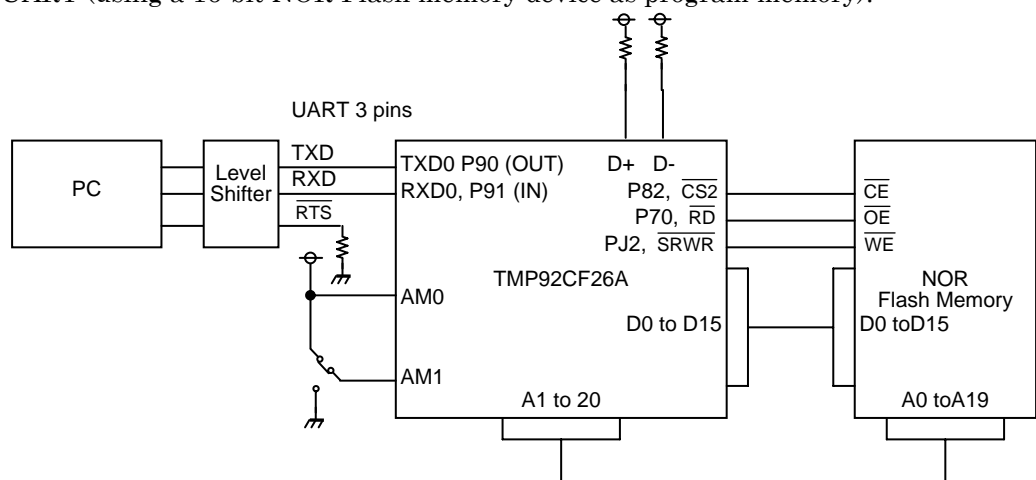 UART (using a 16-bit NOR Flash memory device as program memory).
UART 3 pins
PC
Level
Shifter
TXD
RXD
RTS
TXD0 P90 (OUT)
RXD0, P91 (IN)
D+ D-
P82, CS2
P70, RD
PJ2, SRWR
TMP92CF26A
AM0
AM1
D0 to D15
A1 to 20
CE
OE
WE
NOR
Flash Memory
D0 toD15
A0 toA19